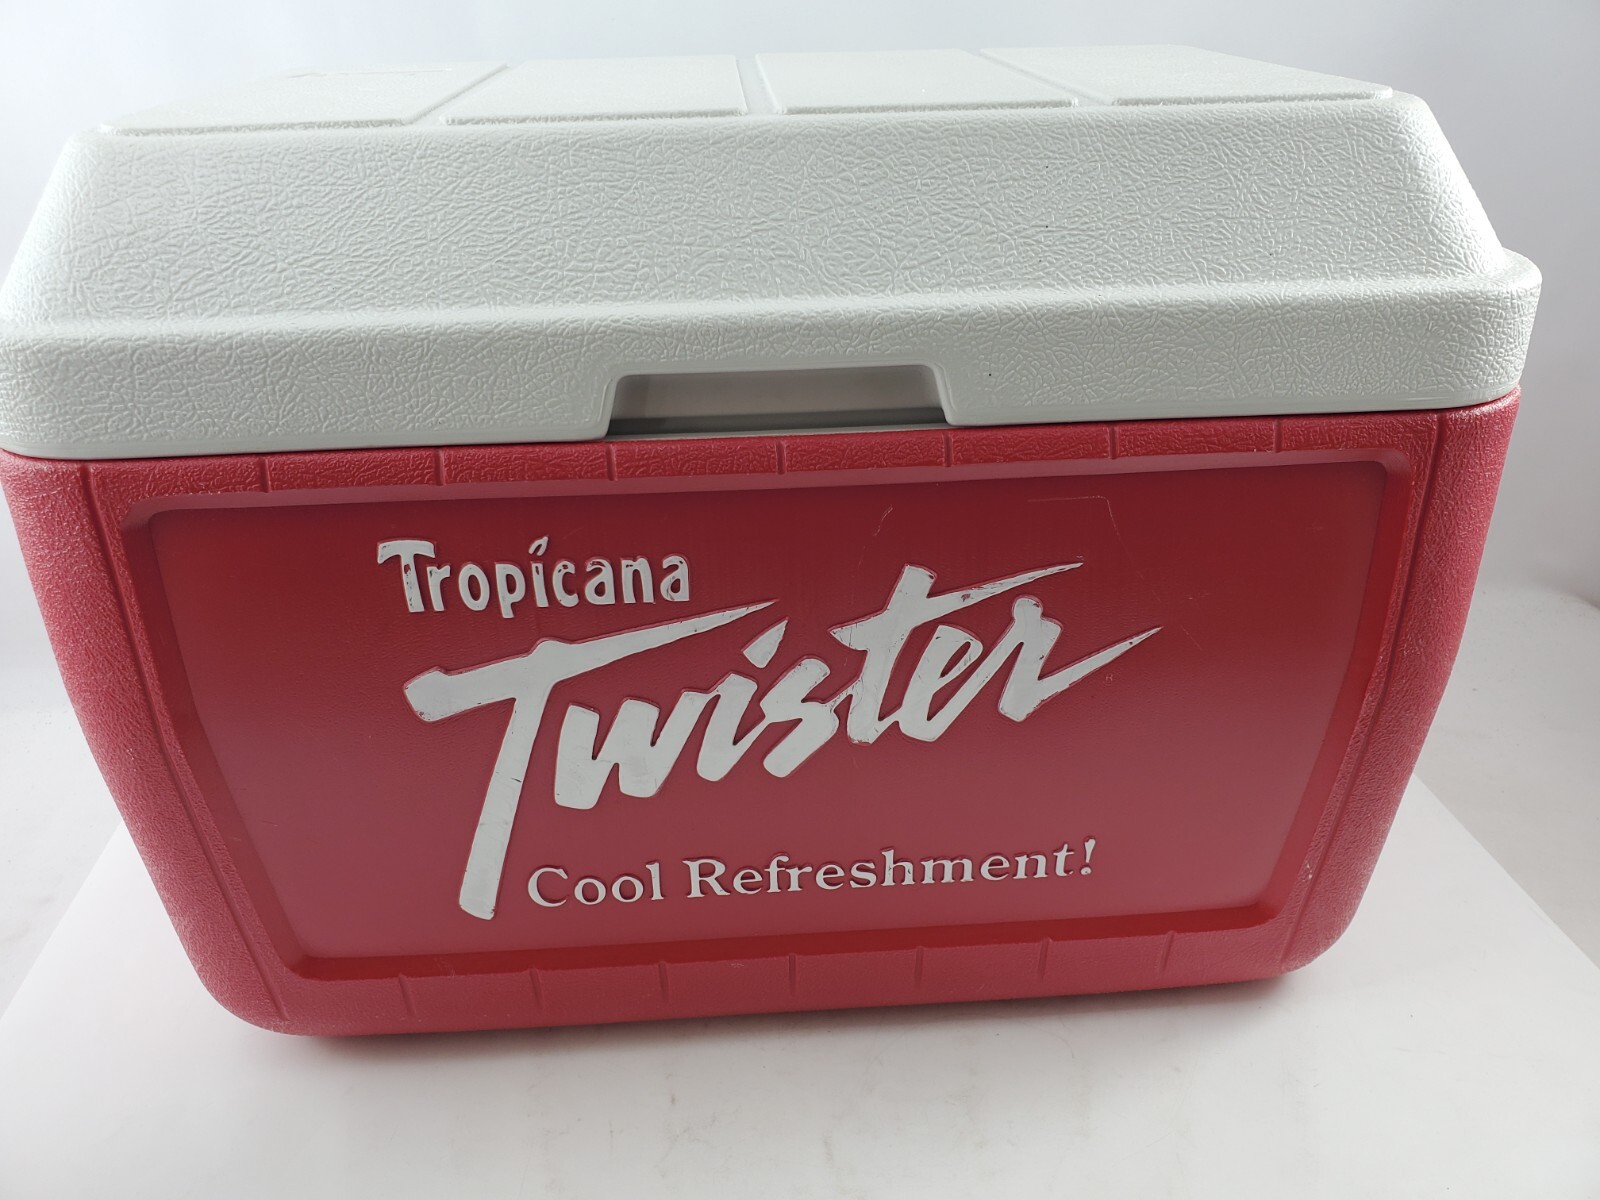 Tropicana
Twister
Cool Refreshment!